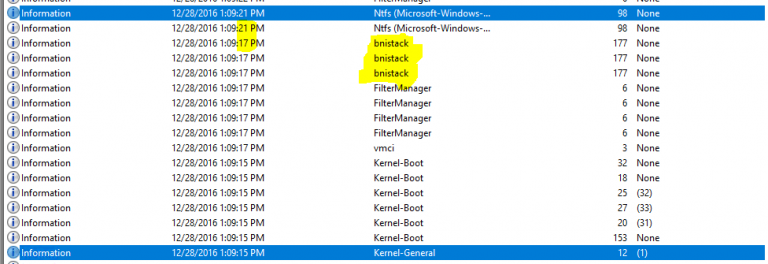 Information 12/28/2016 1:09:21 PM Ntfs (Microsoft-Windows-... 98 None
Information 12/28/2016 1:09:21 PM Ntfs (Microsoft-Windows-... 98 None
Information 12/28/2016 1:09:17 PM bnistack 177 None
Information 12/28/2016 1:09:17 PM bnistack 177 None
Information 12/28/2016 1:09:17 PM bnistack 177 None
Information 12/28/2016 1:09:17 PM FilterManager 6 None
Information 12/28/2016 1:09:17 PM FilterManager 6 None
Information 12/28/2016 1:09:17 PM FilterManager 6 None
Information 12/28/2016 1:09:17 PM FilterManager 6 None
Information 12/28/2016 1:09:17 PM vmci 3 None
Information 12/28/2016 1:09:15 PM Kernel-Boot 32 None
Information 12/28/2016 1:09:15 PM Kernel-Boot 18 None
Information 12/28/2016 1:09:15 PM Kernel-Boot 25 (32)
Information 12/28/2016 1:09:15 PM Kernel-Boot 27 (33)
Information 12/28/2016 1:09:15 PM Kernel-Boot 20 (31)
Information 12/28/2016 1:09:15 PM Kernel-Boot 153 None
Information 12/28/2016 1:09:15 PM Kernel-General 12 (1)